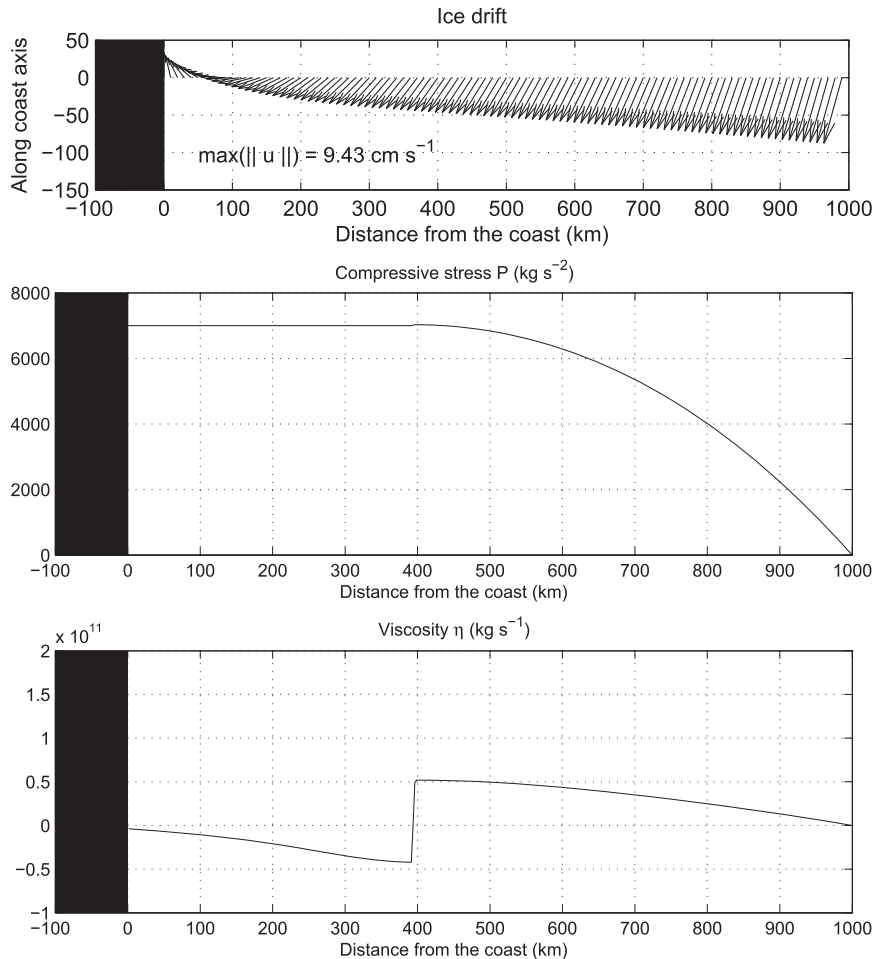 Ice drift
Along coast axis
50
0
−50
−100
−150
max(|| u ||) = 9.43 cm s−1
−100 0 100 200 300 400 500 600 700 800 900 1000
Distance from the coast (km)
Compressive stress P (kg s−2)
8000
6000
4000
2000
0
−100 0 100 200 300 400 500 600 700 800 900 1000
Distance from the coast (km)
x 10^11
Viscosity η (kg s−1)
2
1.5
1
0.5
0
−0.5
−1
−100 0 100 200 300 400 500 600 700 800 900 1000
Distance from the coast (km)